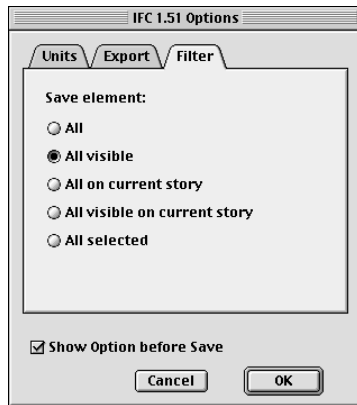 IFC 1.51 Options
Units Export Filter
Save element:
All
All visible
All on current story
All visible on current story
All selected
Show Option before Save
Cancel OK